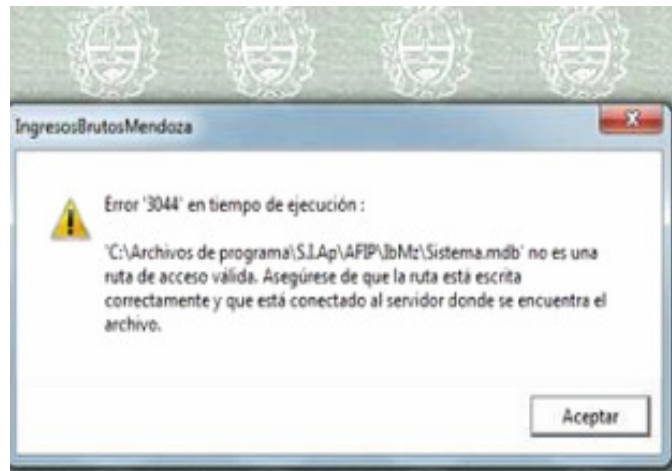 IngresosBrutosMendoza
Error '3044' en tiempo de ejecución :
'C:\Archivos de programa\S.I.Ap\AFIP\IbMz\Sistema.mdb' no es una
ruta de acceso válida. Asegúrese de que la ruta está escrita
correctamente y que está conectado al servidor donde se encuentra el
archivo.
Aceptar